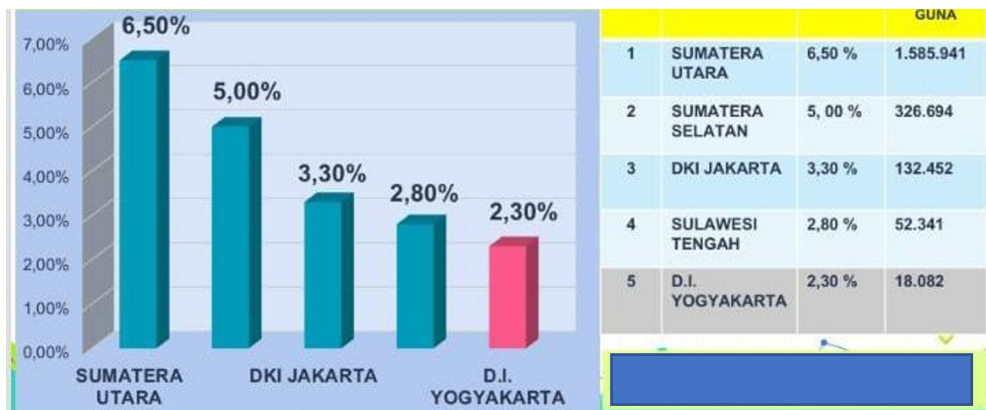 6,50%
5,00%
3,30%
2,80%
2,30%
7,00%
6,00%
5,00%
4,00%
3,00%
2,00%
1,00%
0,00%
SUMATERA
UTARA
DKI JAKARTA
D.I.
YOGYAKARTA
GUNA
1 SUMATERA 6,50 % 1.585.941
UTARA
2 SUMATERA 5, 00 % 326.694
SELATAN
3 DKI JAKARTA 3,30 % 132.452
4 SULAWESI 2,80 % 52.341
TENGAH
5 D.I. 2,30 % 18.082
YOGYAKARTA